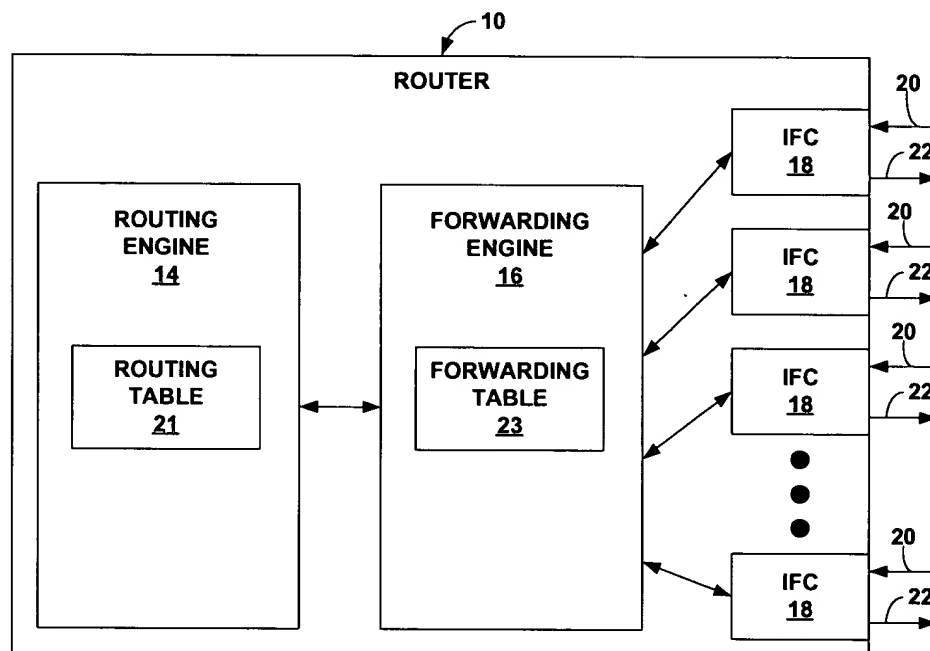 10
ROUTER
ROUTING
ENGINE
14
ROUTING
TABLE
21
FORWARDING
ENGINE
16
FORWARDING
TABLE
23
IFC
18
20
22
IFC
18
20
22
IFC
18
20
22
IFC
18
20
22